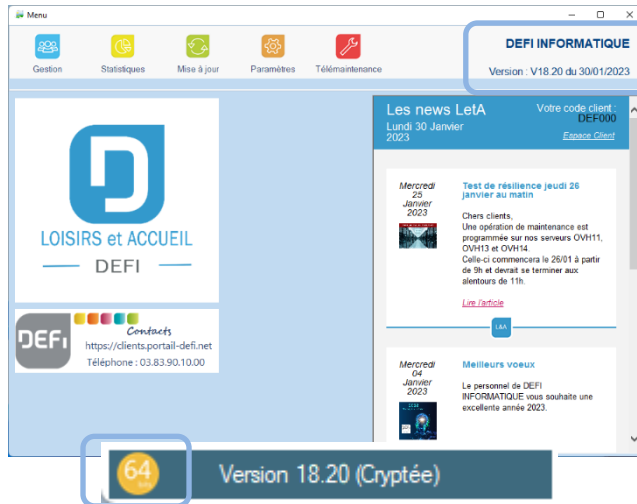 Menu
DEFI INFORMATIQUE
Version : V18.20 du 30/01/2023
Gestion
Statistiques
Mise à jour
Paramètres
Télémaintenance
LOISIRS et ACCUEIL
DEFI
DEFi
Contacts
https://clients.portail-defi.net
Téléphone : 03.83.90.10.00
Les news LetA
Lundi 30 Janvier
2023
Votre code client :
DEF000
Espace Client
Mercredi
25
Janvier
2023
Test de résilience jeudi 26
janvier au matin
Chers clients,
Une opération de maintenance est
programmée sur nos serveurs OVH11,
OVH13 et OVH14.
Celle-ci commencera le 26/01 à partir
de 9h et devrait se terminer aux
alentours de 11h.
Lire l'article
L&A
Mercredi
04
Janvier
2023
Meilleurs voeux
Le personnel de DEFI
INFORMATIQUE vous souhaite une
excellente année 2023.
64
Version 18.20 (Cryptée)